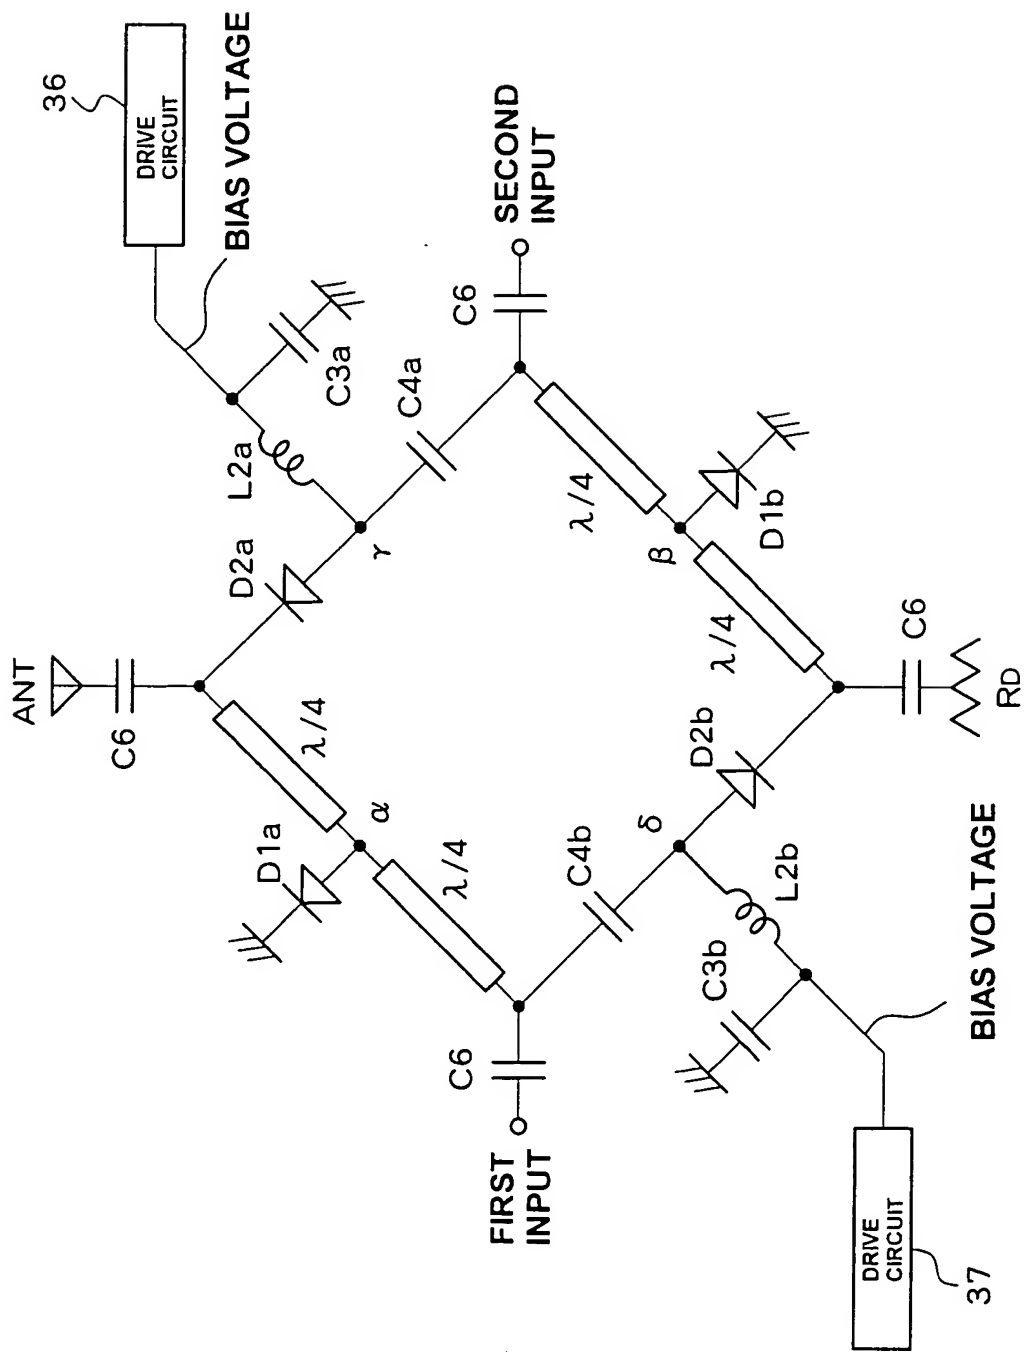 36
DRIVE
CIRCUIT
BIAS VOLTAGE
ANT
C6
D2a
L2a
C3a
γ
C4a
C6
SECOND
INPUT
λ/4
α
D1a
λ/4
λ/4
β
D1b
λ/4
C6
FIRST
INPUT
C4b
δ
D2b
C6
RD
C3b
L2b
BIAS VOLTAGE
DRIVE
CIRCUIT
37